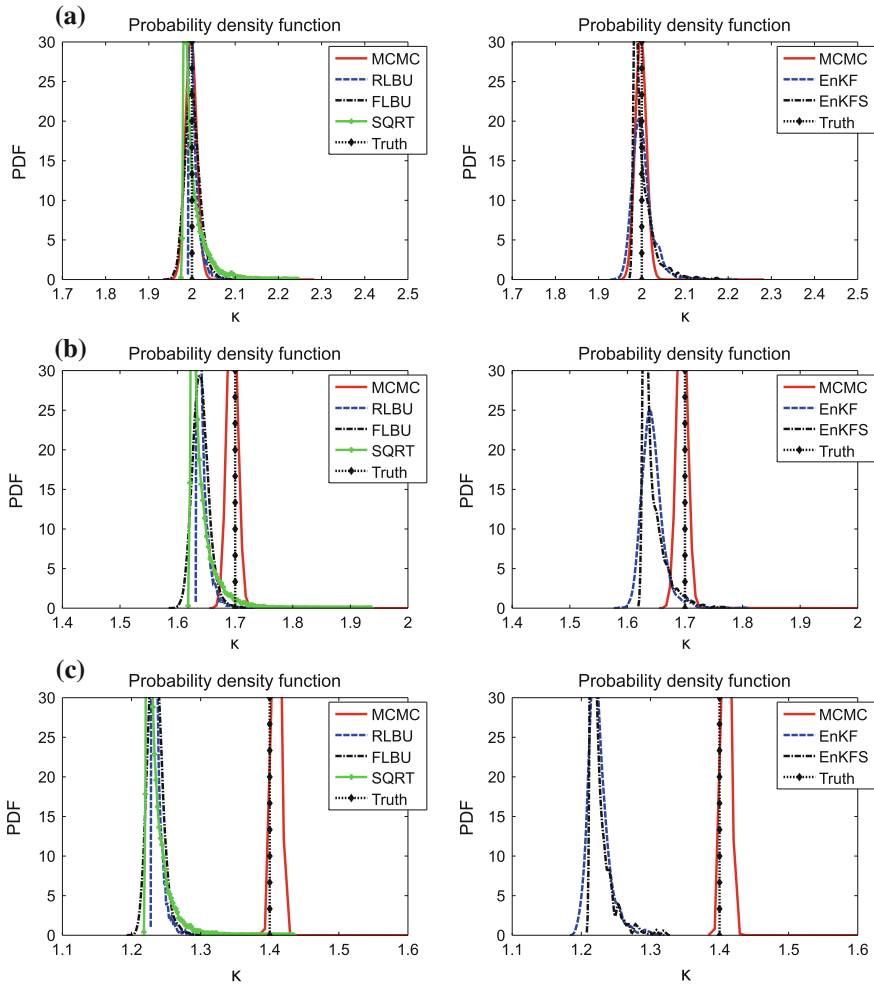 (a)
Probability density function
30
25
20
15
10
5
0
PDF
1.7 1.8 1.9 2 2.1 2.2 2.3 2.4 2.5
κ
MCMC
RLBU
FLBU
SQRT
Truth
Probability density function
30
25
20
15
10
5
0
PDF
1.7 1.8 1.9 2 2.1 2.2 2.3 2.4 2.5
κ
MCMC
EnKF
EnKFS
Truth
(b)
Probability density function
30
25
20
15
10
5
0
PDF
1.4 1.5 1.6 1.7 1.8 1.9 2
κ
MCMC
RLBU
FLBU
SQRT
Truth
Probability density function
30
25
20
15
10
5
0
PDF
1.4 1.5 1.6 1.7 1.8 1.9 2
κ
MCMC
EnKF
EnKFS
Truth
(c)
Probability density function
30
25
20
15
10
5
0
PDF
1.1 1.2 1.3 1.4 1.5 1.6
κ
MCMC
RLBU
FLBU
SQRT
Truth
Probability density function
30
25
20
15
10
5
0
PDF
1.1 1.2 1.3 1.4 1.5 1.6
κ
MCMC
EnKF
EnKFS
Truth